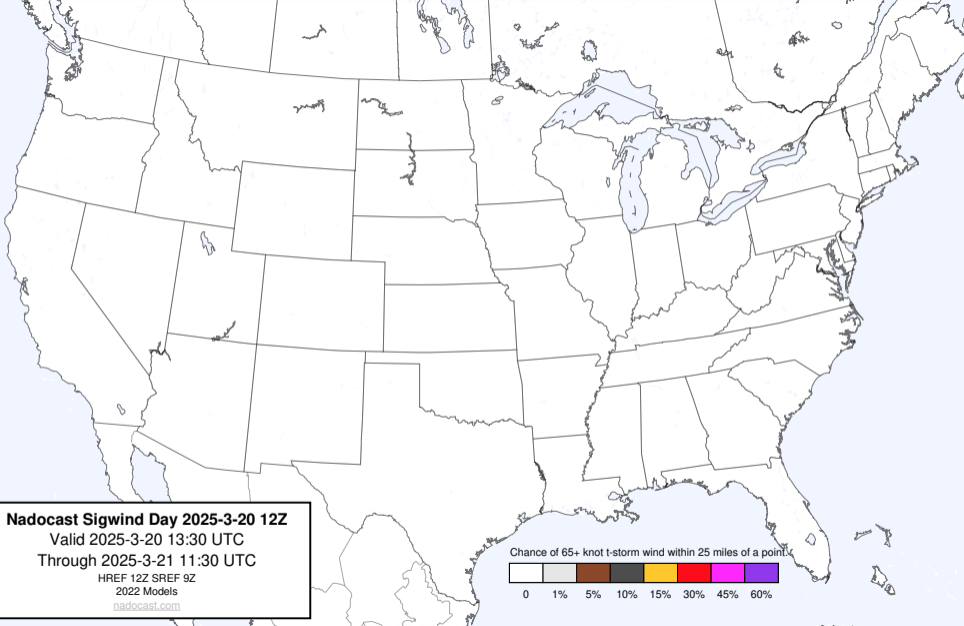 Nadocast Sigwind Day 2025-3-20 12Z
Valid 2025-3-20 13:30 UTC
Through 2025-3-21 11:30 UTC
HREF 12Z SREF 9Z
2022 Models
nadocast.com
Chance of 65+ knot t-storm wind within 25 miles of a point.
0 1% 5% 10% 15% 30% 45% 60%